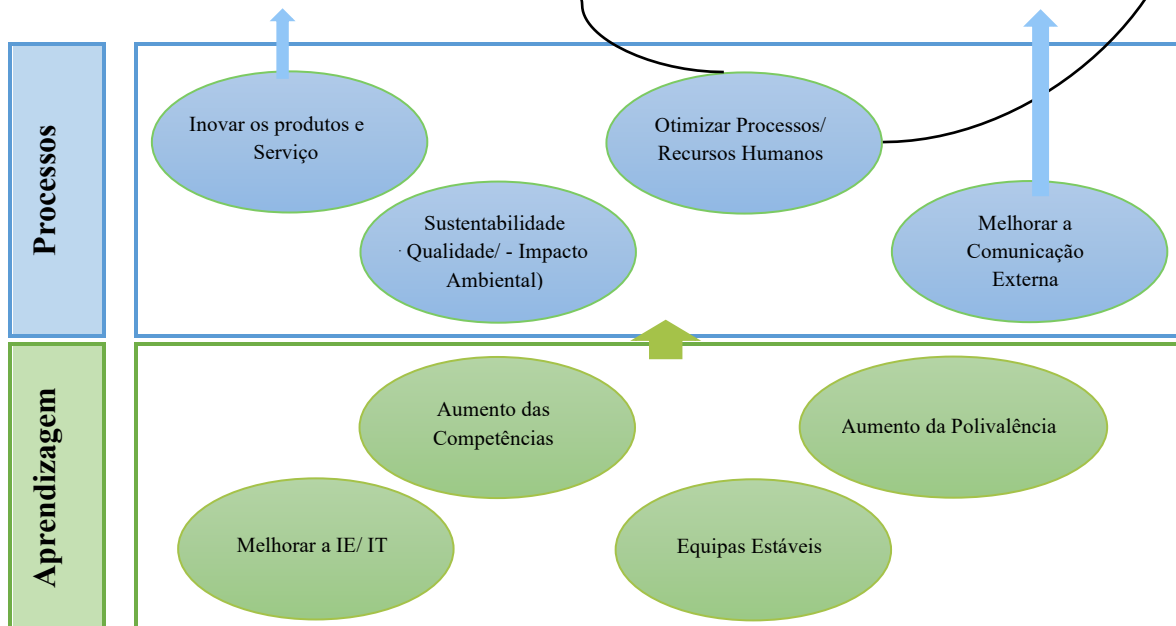 Processos
Inovar os produtos e
Serviço
Otimizar Processos/
Recursos Humanos
Sustentabilidade
· Qualidade/ - Impacto
Ambiental)
Melhorar a
Comunicação
Externa
Aprendizagem
Aumento das
Competências
Aumento da Polivalência
Melhorar a IE/ IT
Equipas Estáveis